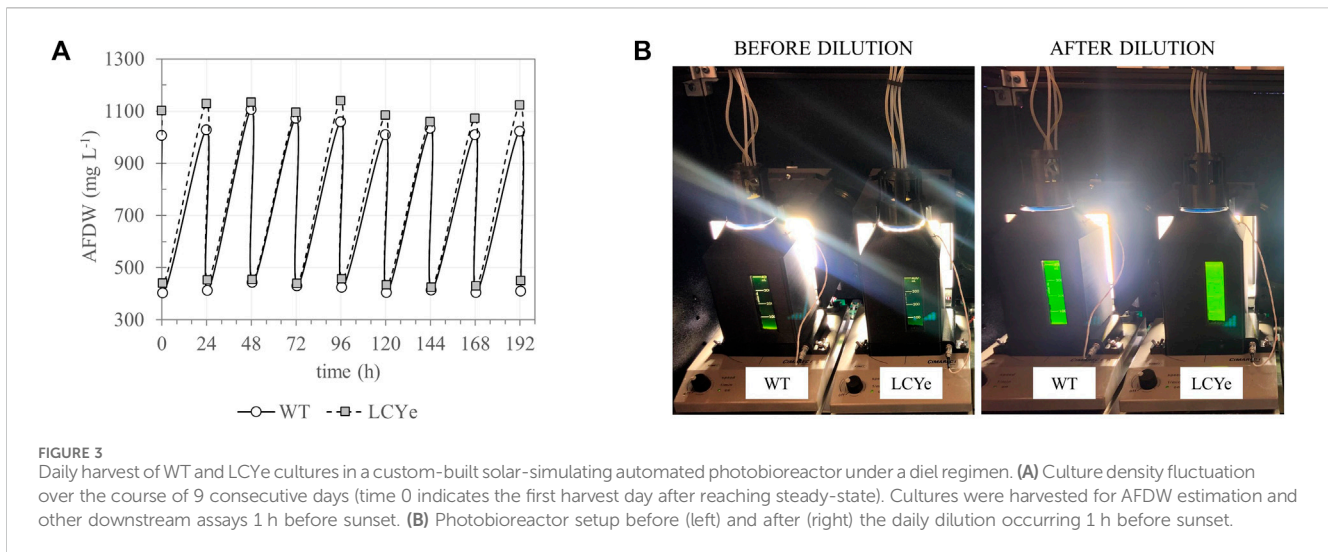 A
1300
1100
900
700
500
300
AFDW (mg L-1)
0 24 48 72 96 120 144 168 192
time (h)
WT LCYe
B
BEFORE DILUTION AFTER DILUTION
WT LCYe WT LCYe
FIGURE 3
Daily harvest of WT and LCYe cultures in a custom-built solar-simulating automated photobioreactor under a diel regimen. (A) Culture density fluctuation
over the course of 9 consecutive days (time 0 indicates the first harvest day after reaching steady-state). Cultures were harvested for AFDW estimation and
other downstream assays 1 h before sunset. (B) Photobioreactor setup before (left) and after (right) the daily dilution occurring 1 h before sunset.